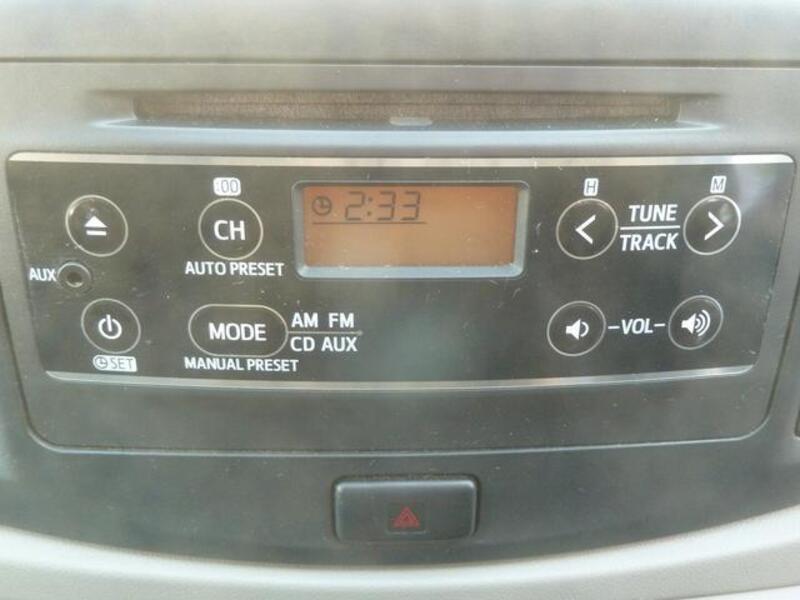 :00
CH
AUTO PRESET
2:33
H
M
TUNE
TRACK
AUX
SET
MODE
AM FM
CD AUX
MANUAL PRESET
VOL